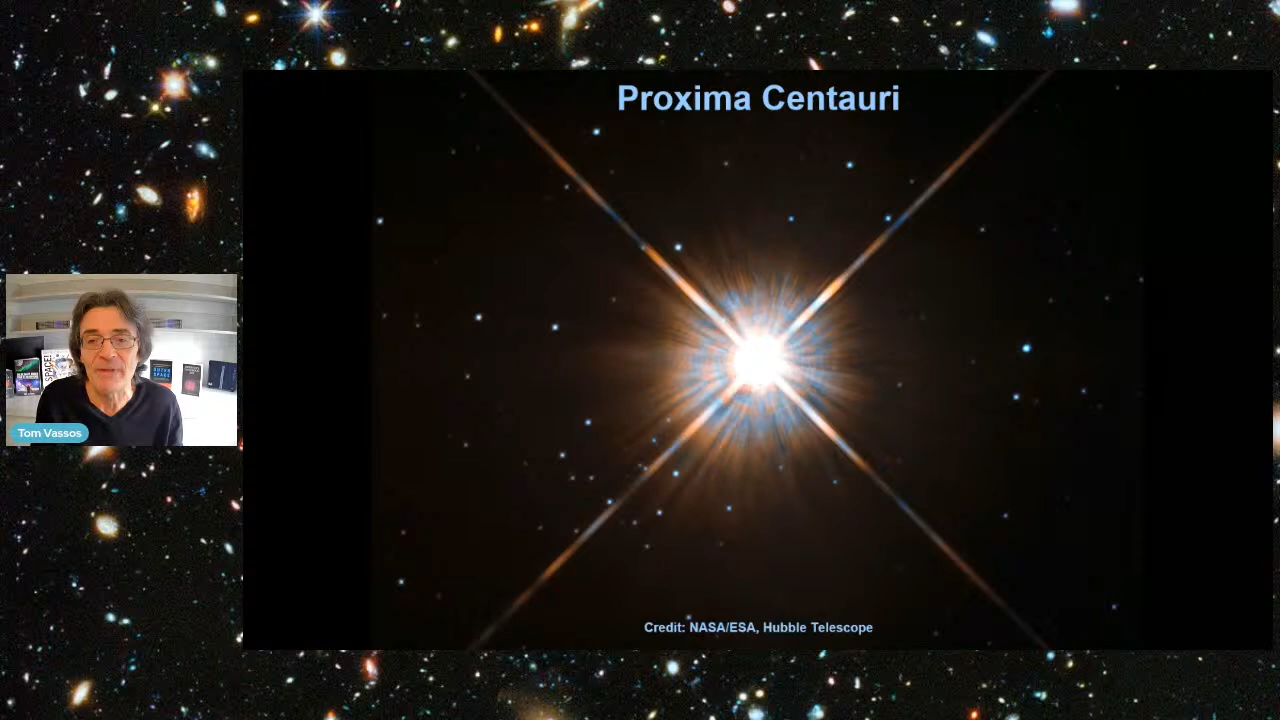 Proxima Centauri
Tom Vassos
Credit: NASA/ESA, Hubble Telescope